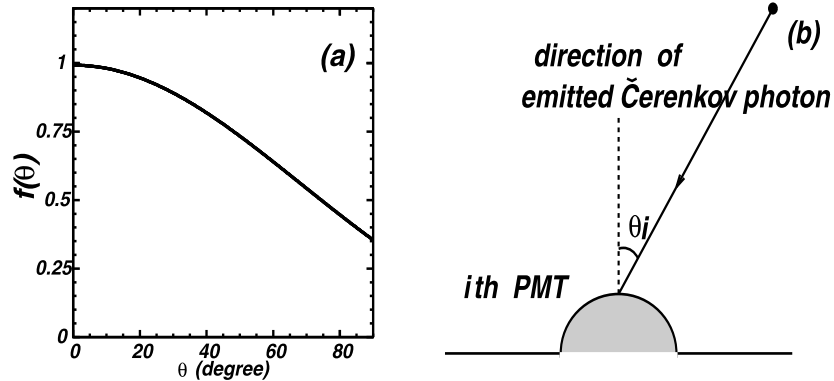 (a)
1
0.75
0.5
0.25
0
f(θ)
0 20 40 60 80
θ (degree)
(b)
direction of
emitted Čerenkov photon
θi
ith PMT